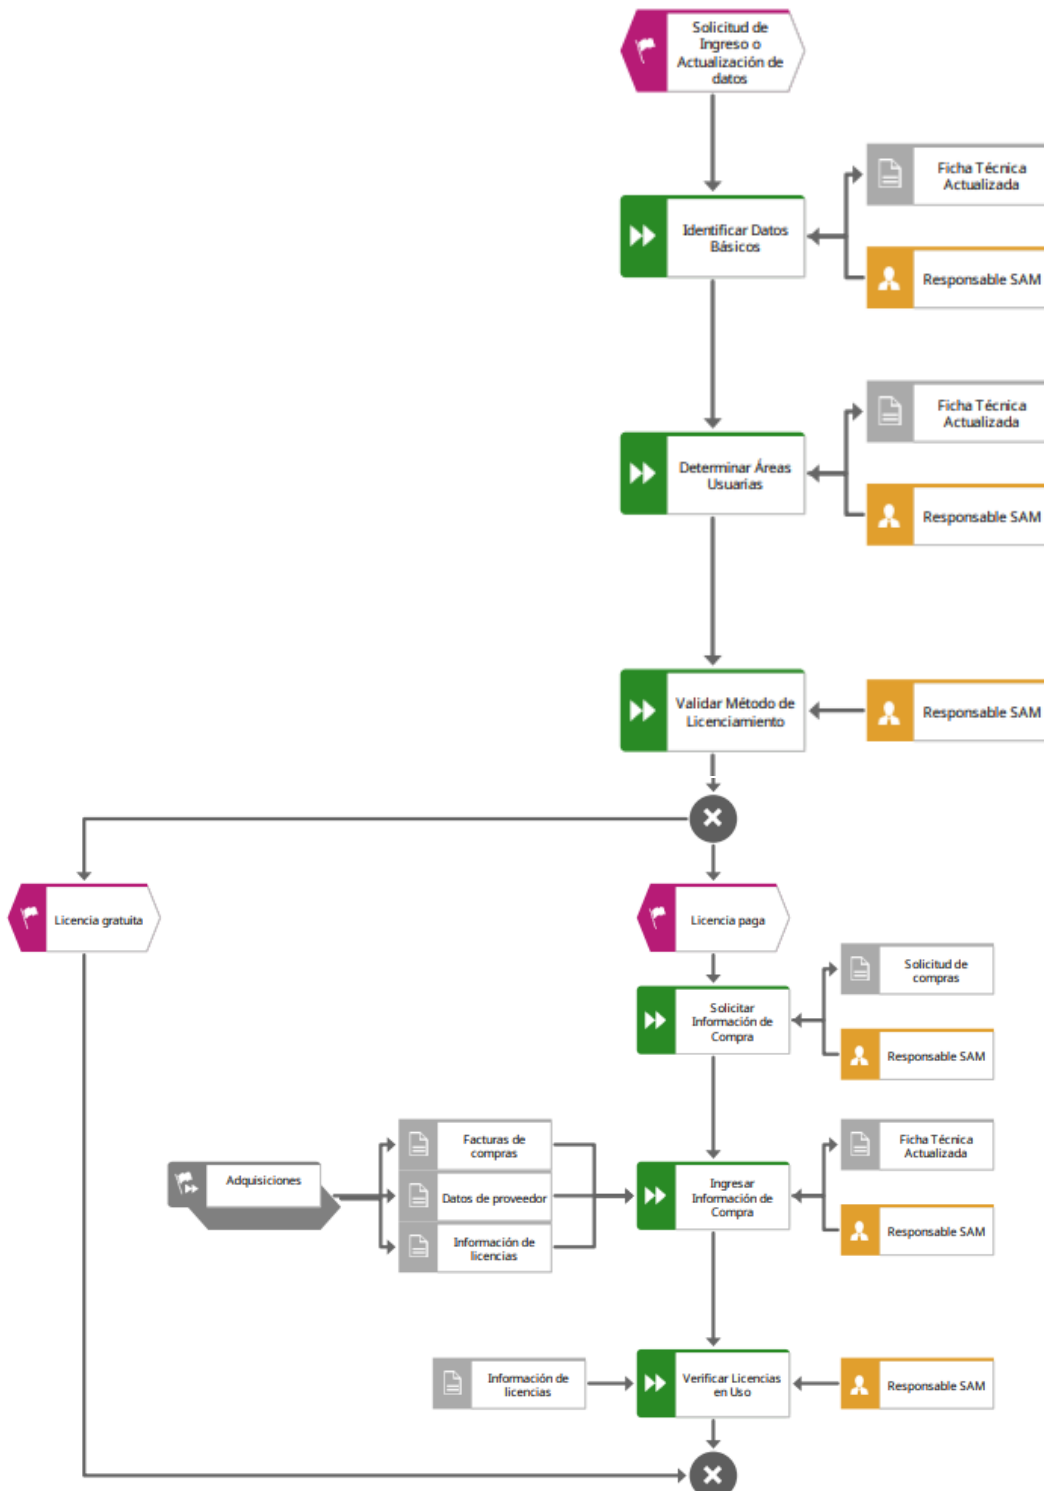 Solicitud de
Ingreso o
Actualización de
datos
Ficha Técnica
Actualizada
Identificar Datos
Básicos
Responsable SAM
Ficha Técnica
Actualizada
Determinar Áreas
Usuarias
Responsable SAM
Validar Método de
Licenciamiento
Responsable SAM
Licencia gratuita
Licencia paga
Solicitud de
compras
Solicitar
Información de
Compra
Responsable SAM
Facturas de
compras
Ficha Técnica
Actualizada
Adquisiciones
Datos de proveedor
Ingresar
Información de
Compra
Información de
licencias
Responsable SAM
Información de
licencias
Verificar Licencias
en Uso
Responsable SAM